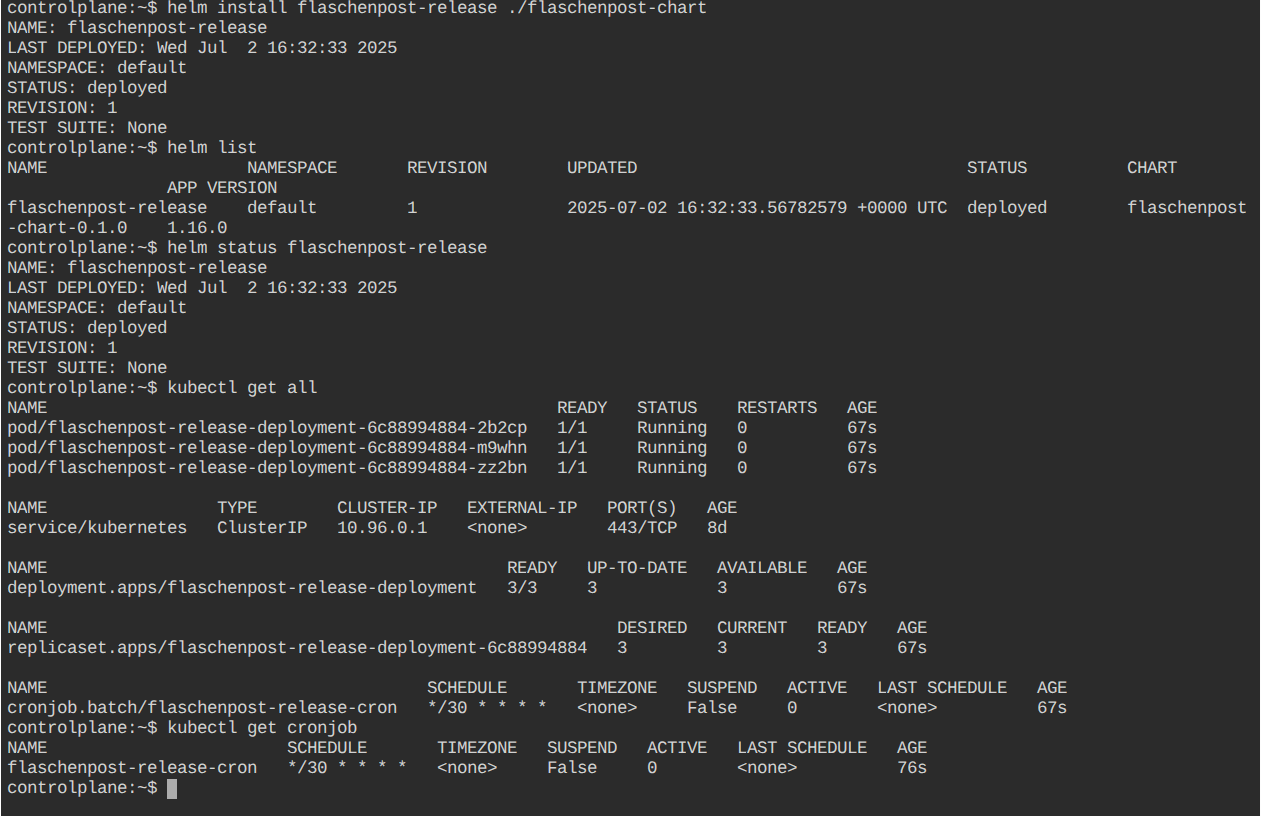 controlplane:~$ helm install flaschenpost-release ./flaschenpost-chart
NAME: flaschenpost-release
LAST DEPLOYED: Wed Jul  2 16:32:33 2025
NAMESPACE: default
STATUS: deployed
REVISION: 1
TEST SUITE: None
controlplane:~$ helm list
NAME                    NAMESPACE       REVISION        UPDATED                                 STATUS          CHART
                APP VERSION
flaschenpost-release    default         1               2025-07-02 16:32:33.56782579 +0000 UTC  deployed        flaschenpost
-chart-0.1.0    1.16.0
controlplane:~$ helm status flaschenpost-release
NAME: flaschenpost-release
LAST DEPLOYED: Wed Jul  2 16:32:33 2025
NAMESPACE: default
STATUS: deployed
REVISION: 1
TEST SUITE: None
controlplane:~$ kubectl get all
NAME                                                   READY   STATUS    RESTARTS   AGE
pod/flaschenpost-release-deployment-6c88994884-2b2cp   1/1     Running   0          67s
pod/flaschenpost-release-deployment-6c88994884-m9whn   1/1     Running   0          67s
pod/flaschenpost-release-deployment-6c88994884-zz2bn   1/1     Running   0          67s

NAME                 TYPE        CLUSTER-IP   EXTERNAL-IP   PORT(S)   AGE
service/kubernetes   ClusterIP   10.96.0.1    <none>        443/TCP   8d

NAME                                              READY   UP-TO-DATE   AVAILABLE   AGE
deployment.apps/flaschenpost-release-deployment   3/3     3            3           67s

NAME                                                         DESIRED   CURRENT   READY   AGE
replicaset.apps/flaschenpost-release-deployment-6c88994884   3         3         3       67s

NAME                                      SCHEDULE       TIMEZONE   SUSPEND   ACTIVE   LAST SCHEDULE   AGE
cronjob.batch/flaschenpost-release-cron   */30 * * * *   <none>     False     0        <none>          67s
controlplane:~$ kubectl get cronjob
NAME                        SCHEDULE       TIMEZONE   SUSPEND   ACTIVE   LAST SCHEDULE   AGE
flaschenpost-release-cron   */30 * * * *   <none>     False     0        <none>          76s
controlplane:~$